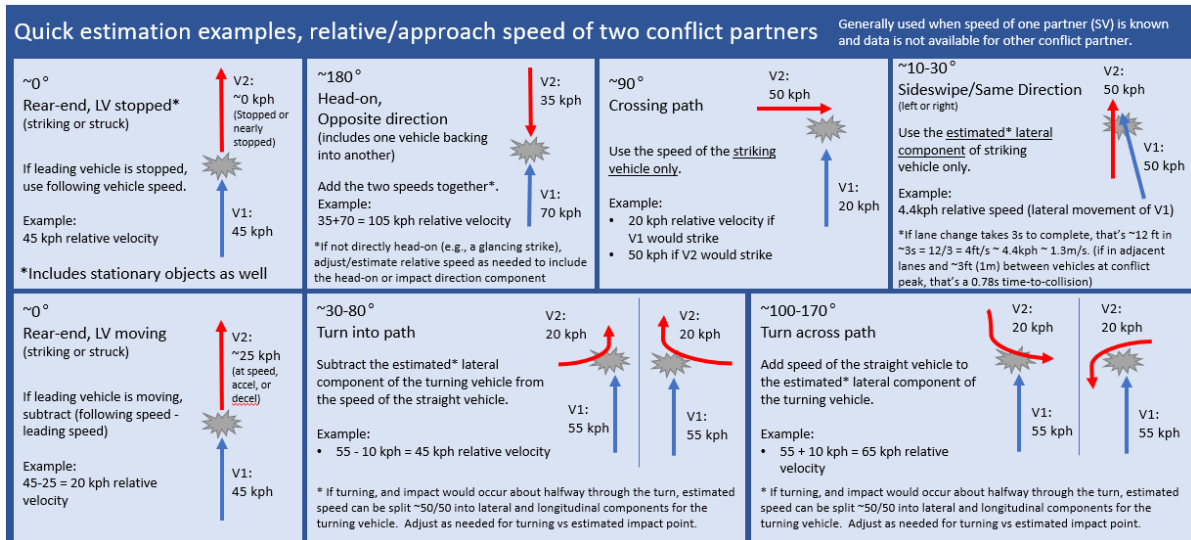 Quick estimation examples, relative/approach speed of two conflict partners
Generally used when speed of one partner (SV) is known
and data is not available for other conflict partner.
~0°
Rear-end, LV stopped*
(striking or struck)
If leading vehicle is stopped,
use following vehicle speed.
Example:
45 kph relative velocity
*Includes stationary objects as well
V2:
~0 kph
(Stopped or
nearly
stopped)
V1:
45 kph
~180°
Head-on,
Opposite direction
(includes one vehicle backing
into another)
Add the two speeds together*.
Example:
35+70 = 105 kph relative velocity
*If not directly head-on (e.g., a glancing strike),
adjust/estimate relative speed as needed to include
the head-on or impact direction component
V2:
35 kph
V1:
70 kph
~90°
Crossing path
Use the speed of the striking
vehicle only.
Example:
• 20 kph relative velocity if
V1 would strike
• 50 kph if V2 would strike
V2:
50 kph
V1:
20 kph
~10-30°
Sideswipe/Same Direction
(left or right)
Use the estimated* lateral
component of striking
vehicle only.
Example:
4.4kph relative speed (lateral movement of V1)
*If lane change takes 3s to complete, that's ~12 ft in
~3s = 12/3 = 4ft/s ~ 4.4kph ~ 1.3m/s. (if in adjacent
lanes and ~3ft (1m) between vehicles at conflict
peak, that's a 0.78s time-to-collision)
V2:
50 kph
V1:
50 kph
~0°
Rear-end, LV moving
(striking or struck)
If leading vehicle is moving,
subtract (following speed -
leading speed)
Example:
45-25 = 20 kph relative
velocity
V2:
~25 kph
(at speed,
accel, or
decel)
V1:
45 kph
~30-80°
Turn into path
Subtract the estimated* lateral
component of the turning vehicle from
the speed of the straight vehicle.
Example:
• 55 - 10 kph = 45 kph relative velocity
* If turning, and impact would occur about halfway through the turn, estimated
speed can be split ~50/50 into lateral and longitudinal components for the
turning vehicle. Adjust as needed for turning vs estimated impact point.
V2:
20 kph
V1:
55 kph
V2:
20 kph
V1:
55 kph
~100-170°
Turn across path
Add speed of the straight vehicle to
the estimated* lateral component of
the turning vehicle.
Example:
• 55 + 10 kph = 65 kph relative
velocity
* If turning, and impact would occur about halfway through the turn, estimated
speed can be split ~50/50 into lateral and longitudinal components for the
turning vehicle. Adjust as needed for turning vs estimated impact point.
V2:
20 kph
V1:
55 kph
V2:
20 kph
V1:
55 kph